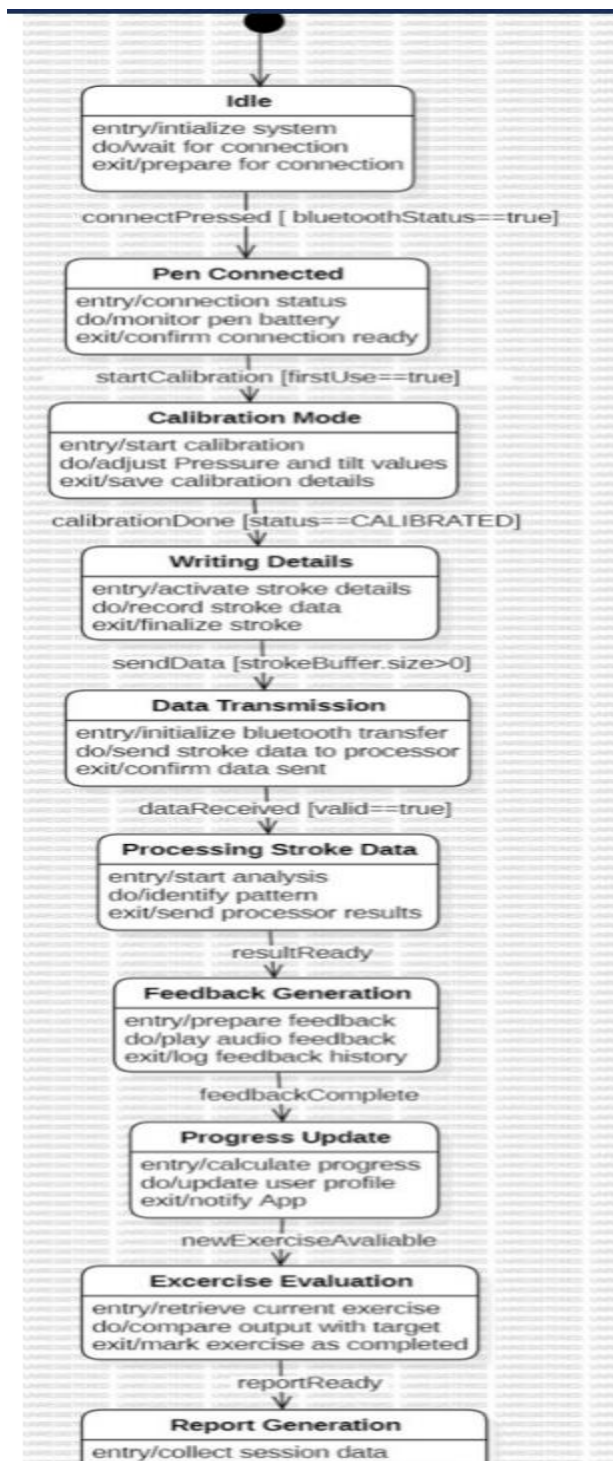 Idle
entry/intialize system
do/wait for connection
exit/prepare for connection
connectPressed [ bluetoothStatus==true]
Pen Connected
entry/connection status
do/monitor pen battery
exit/confirm connection ready
startCalibration [firstUse==true]
Calibration Mode
entry/start calibration
do/adjust Pressure and tilt values
exit/save calibration details
calibrationDone [status==CALIBRATED]
Writing Details
entry/activate stroke details
do/record stroke data
exit/finalize stroke
sendData [strokeBuffer.size>0]
Data Transmission
entry/initialize bluetooth transfer
do/send stroke data to processor
exit/confirm data sent
dataReceived [valid==true]
Processing Stroke Data
entry/start analysis
do/identify pattern
exit/send processor results
resultReady
Feedback Generation
entry/prepare feedback
do/play audio feedback
exit/log feedback history
feedbackComplete
Progress Update
entry/calculate progress
do/update user profile
exit/notify App
newExerciseAvaliable
Excercise Evaluation
entry/retrieve current exercise
do/compare output with target
exit/mark exercise as completed
reportReady
Report Generation
entry/collect session data